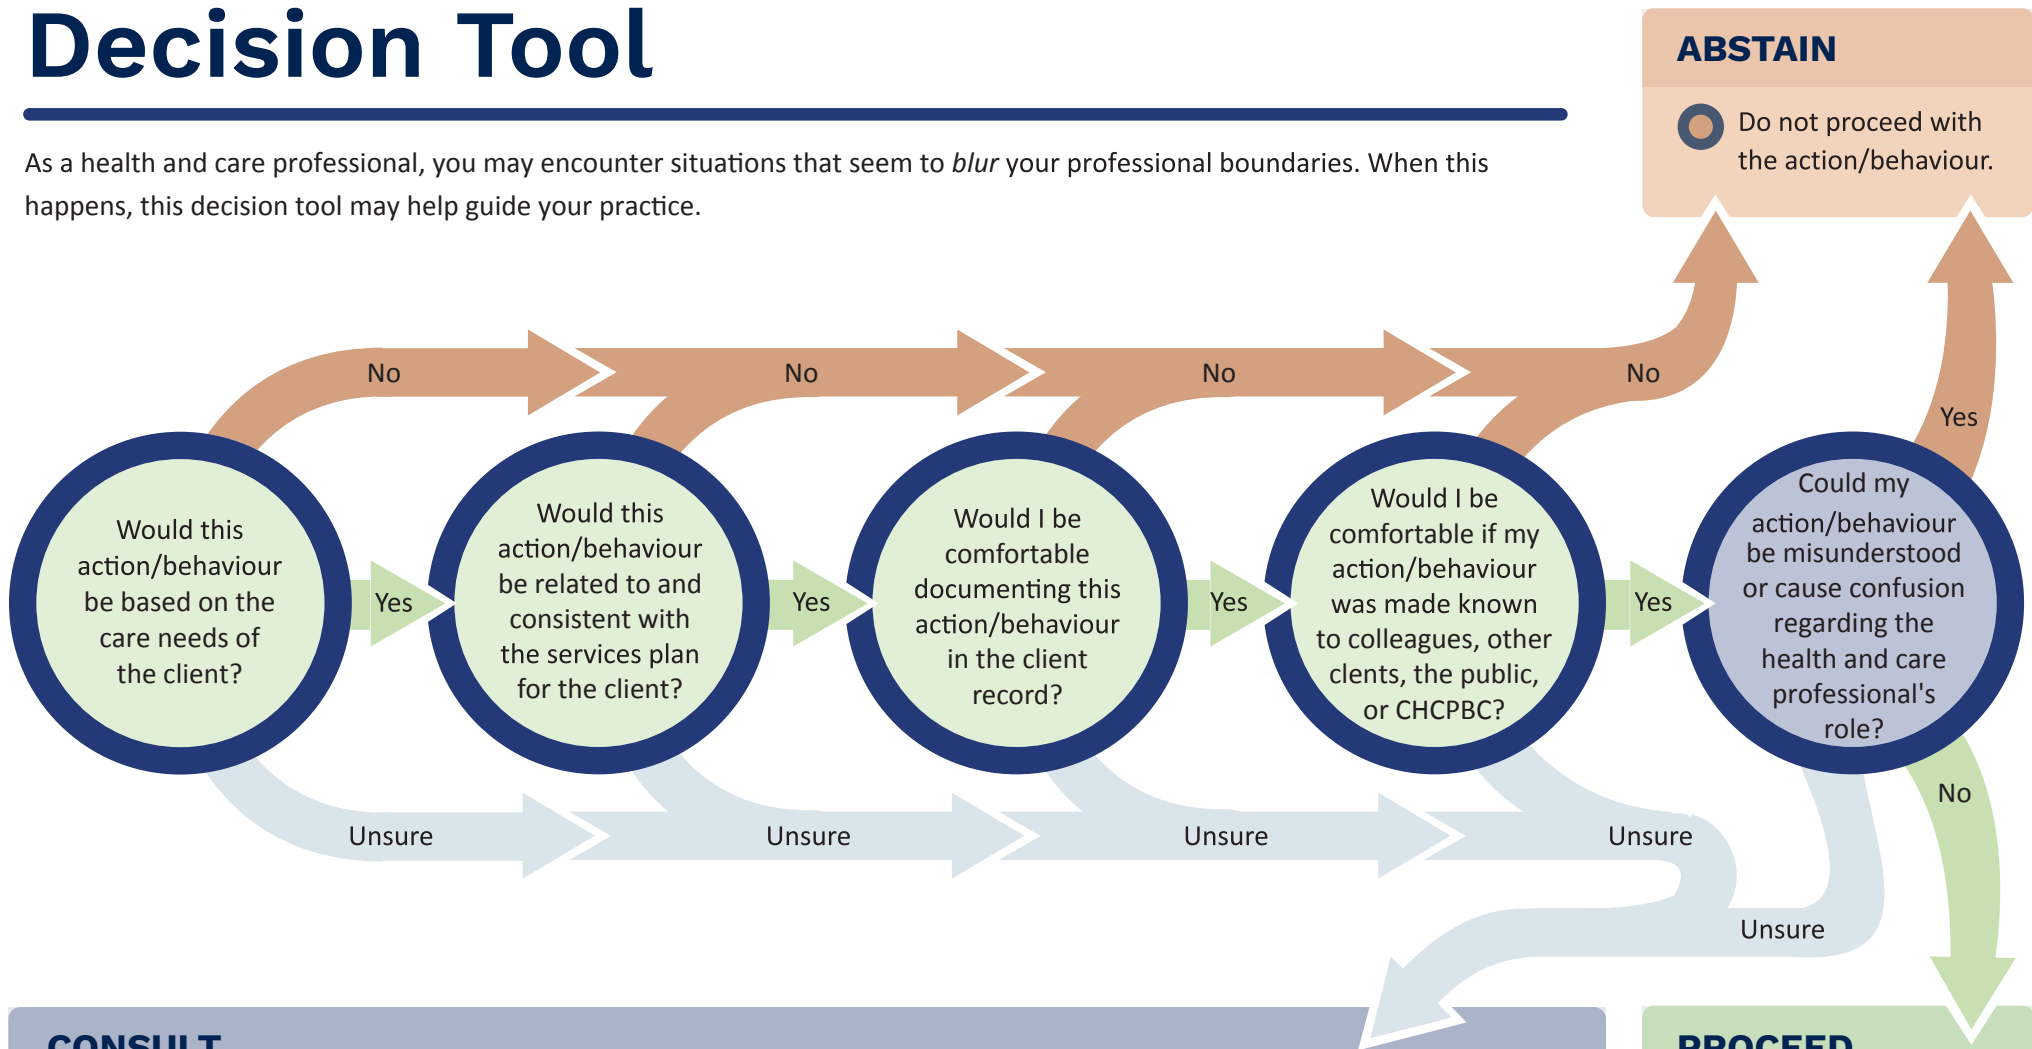 Decision Tool
As a health and care professional, you may encounter situations that seem to blur your professional boundaries. When this
happens, this decision tool may help guide your practice.
ABSTAIN
Do not proceed with
the action/behaviour.
No
No
No
No
Yes
Would this
action/behaviour
be based on the
care needs of
the client?
Yes
Would this
action/behaviour
be related to and
consistent with
the services plan
for the client?
Yes
Would I be
comfortable
documenting this
action/behaviour
in the client
record?
Yes
Would I be
comfortable if my
action/behaviour
was made known
to colleagues, other
clents, the public,
or CHCPBC?
Yes
Could my
action/behaviour
be misunderstood
or cause confusion
regarding the
health and care
professional's
role?
No
Unsure
Unsure
Unsure
Unsure
Unsure
CONSULT
PROCEED